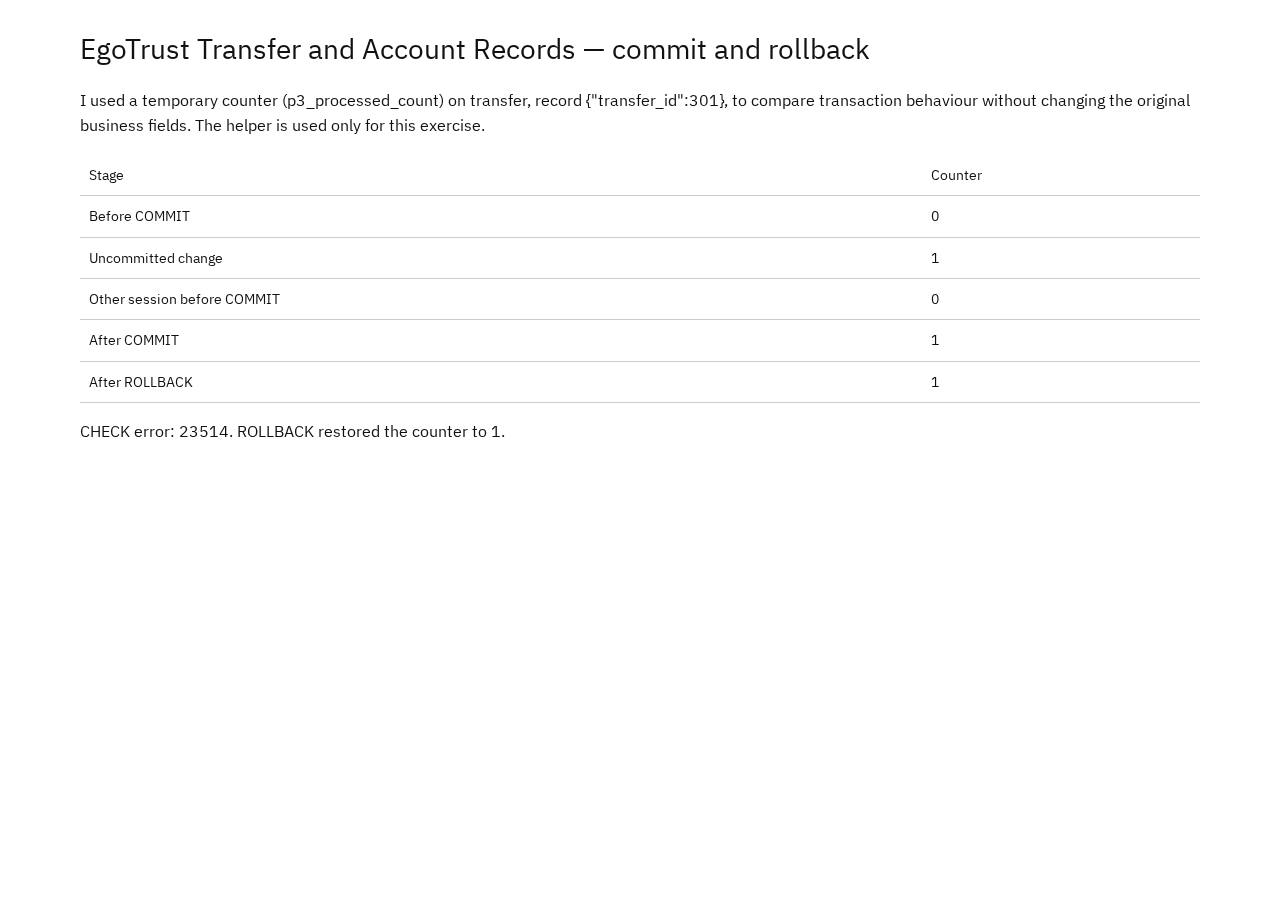 EgoTrust Transfer and Account Records — commit and rollback
I used a temporary counter (p3_processed_count) on transfer, record {"transfer_id":301}, to compare transaction behaviour without changing the original
business fields. The helper is used only for this exercise.
Stage Counter
Before COMMIT 0
Uncommitted change 1
Other session before COMMIT 0
After COMMIT 1
After ROLLBACK 1
CHECK error: 23514. ROLLBACK restored the counter to 1.